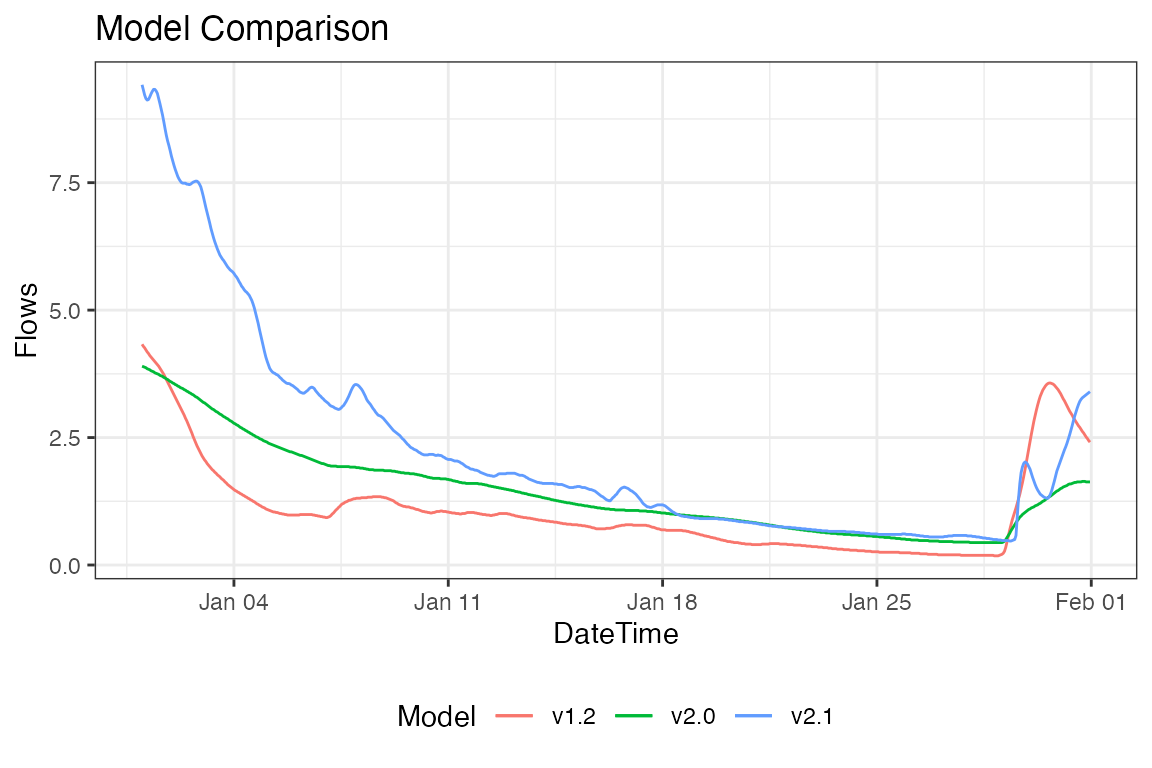 Model Comparison
Flows
7.5
5.0
2.5
0.0
Jan 04 Jan 11 Jan 18 Jan 25 Feb 01
DateTime
Model v1.2 v2.0 v2.1